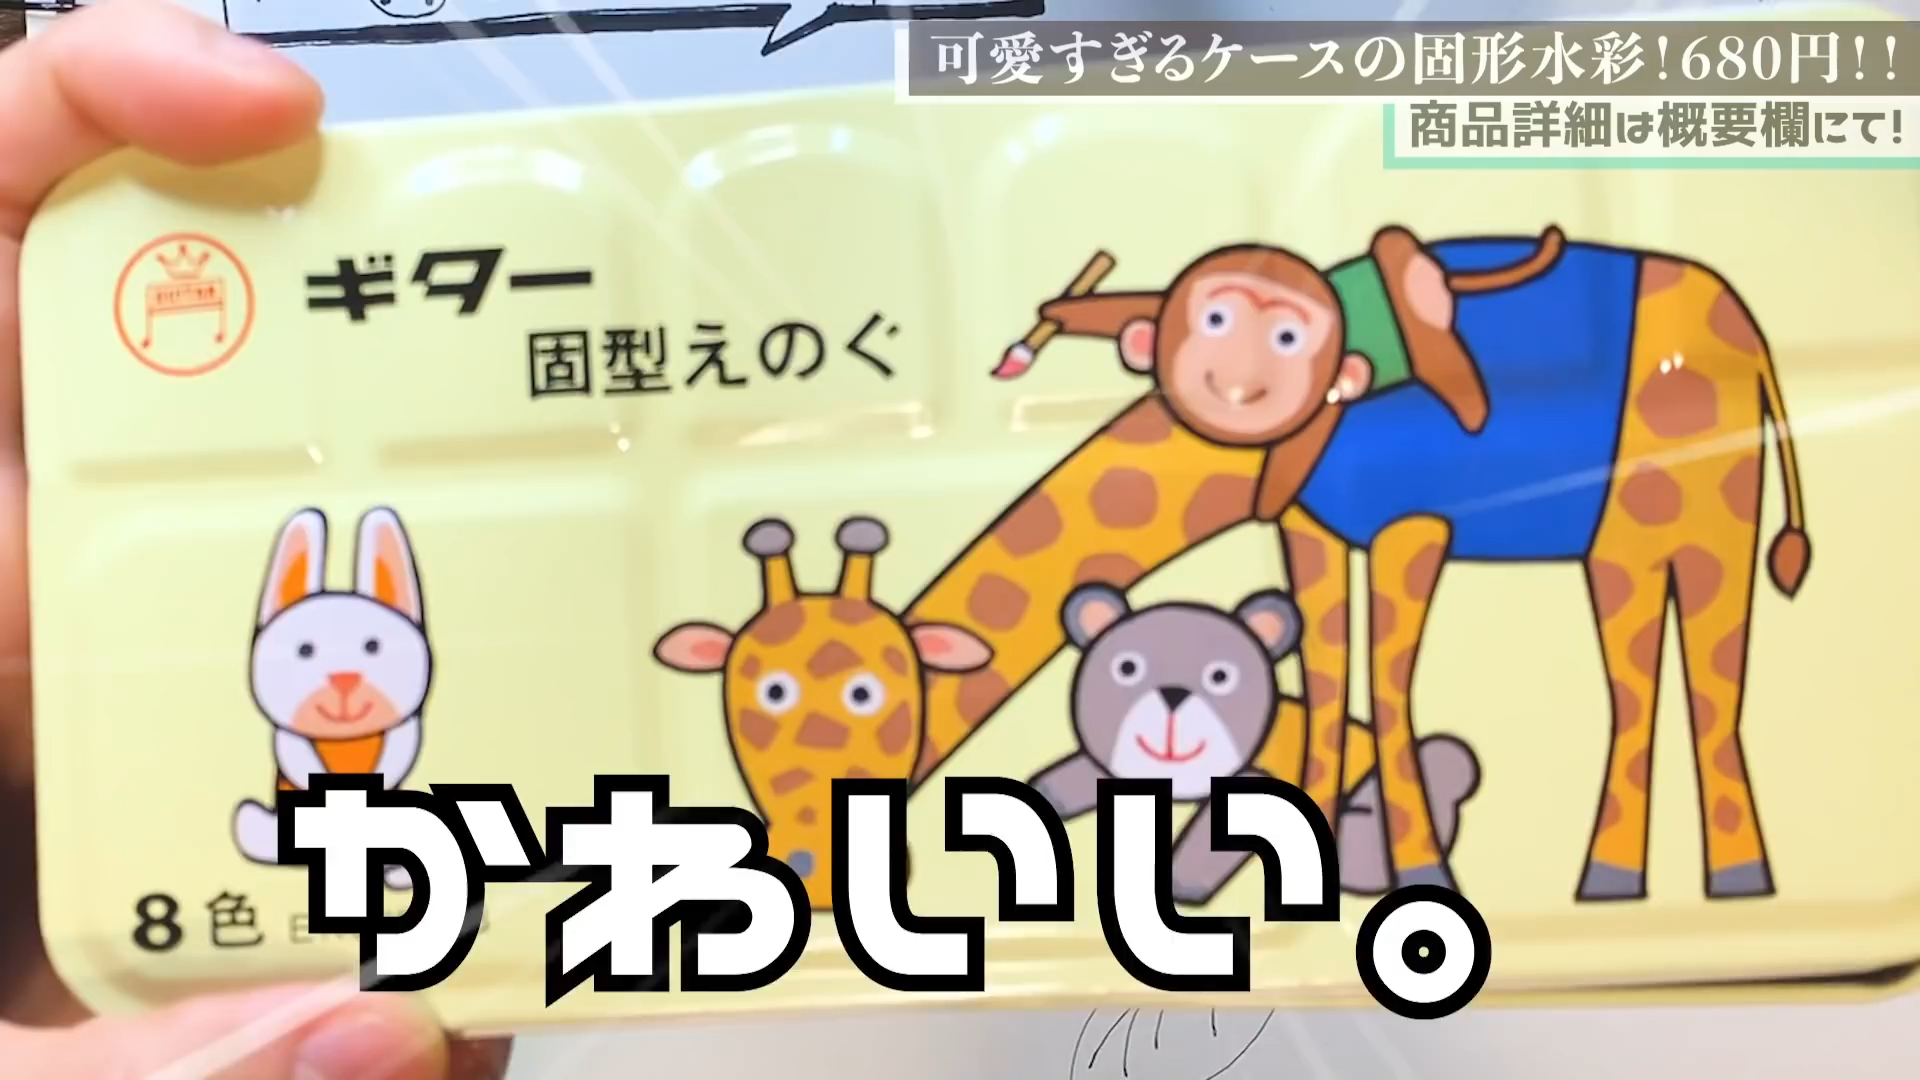 可愛すぎるケースの固形水彩!680円!!
商品詳細は概要欄にて!
GUITAR
ギター
固型えのぐ
8色
かわいい。